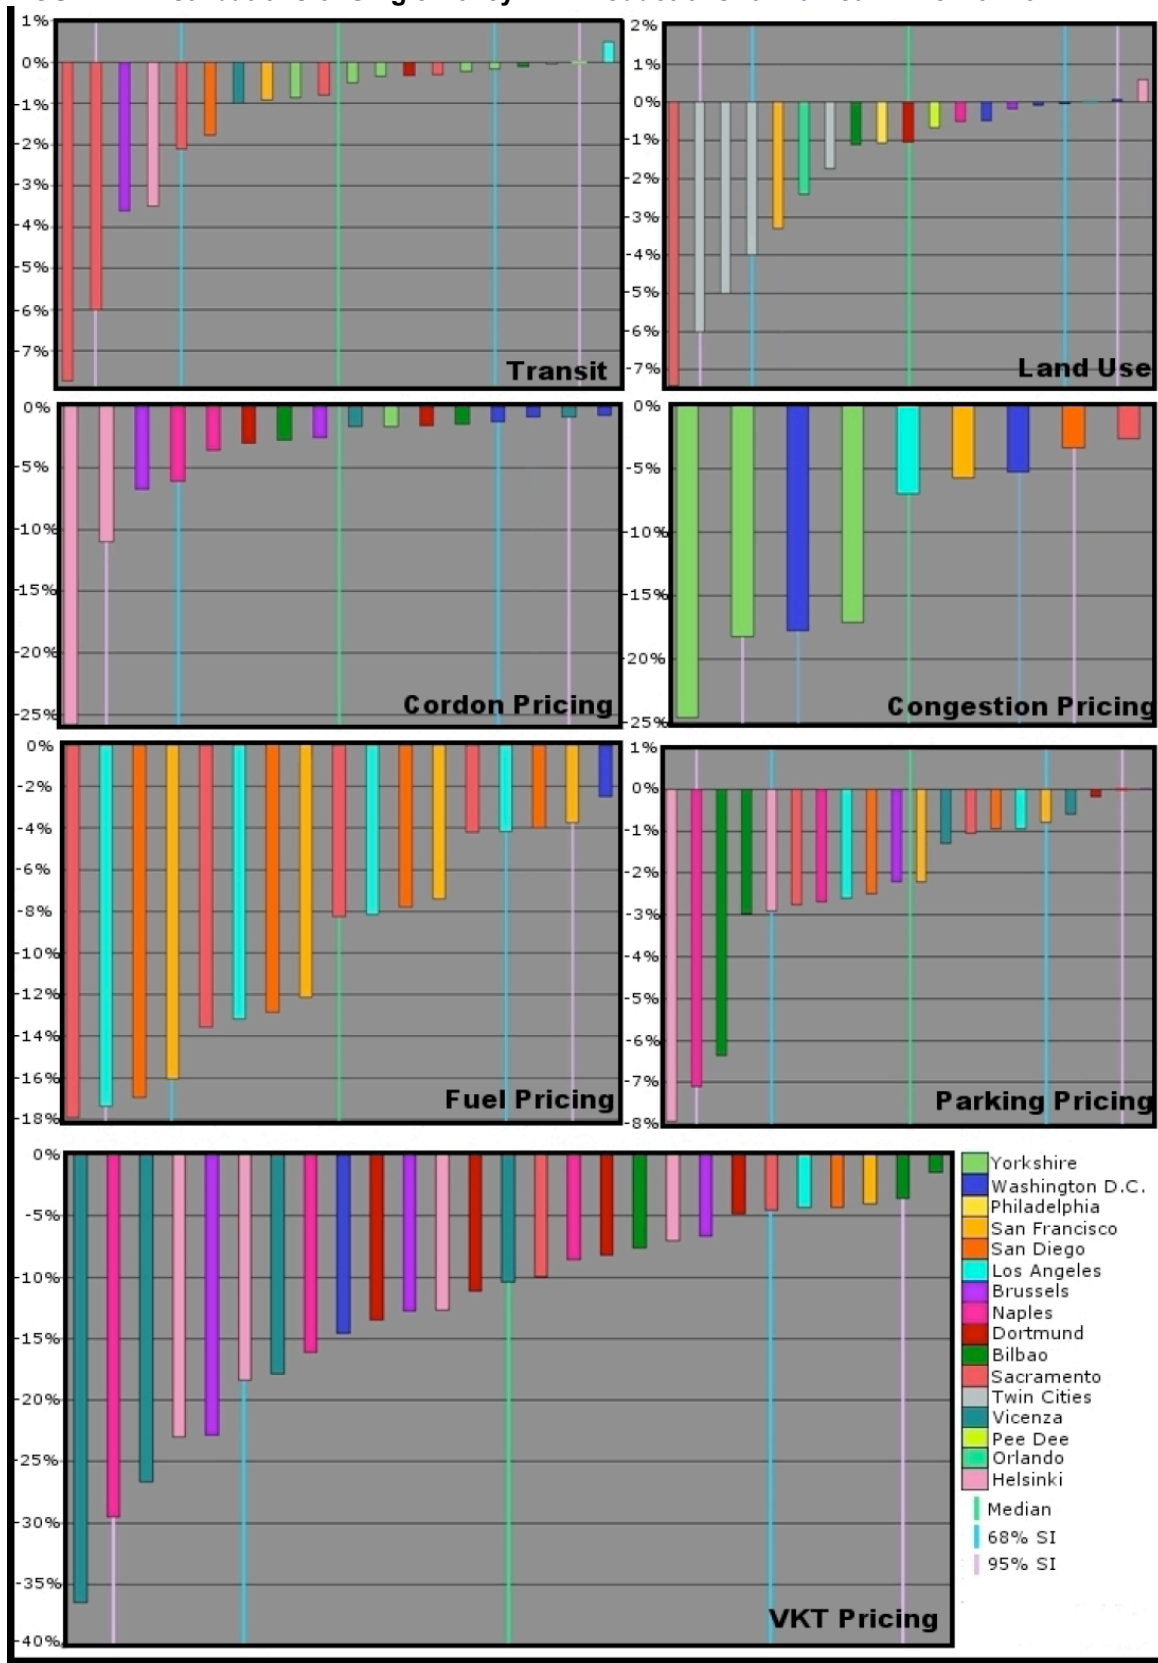 1%
0%
-1%
-2%
-3%
-4%
-5%
-6%
-7%
Transit
2%
1%
0%
-1%
-2%
-3%
-4%
-5%
-6%
-7%
Land Use
0%
-5%
-10%
-15%
-20%
-25%
Cordon Pricing
0%
-5%
-10%
-15%
-20%
-25%
Congestion Pricing
0%
-2%
-4%
-6%
-8%
-10%
-12%
-14%
-16%
-18%
Fuel Pricing
1%
0%
-1%
-2%
-3%
-4%
-5%
-6%
-7%
-8%
Parking Pricing
0%
-5%
-10%
-15%
-20%
-25%
-30%
-35%
-40%
VKT Pricing
Yorkshire
Washington D.C.
Philadelphia
San Francisco
San Diego
Los Angeles
Brussels
Naples
Dortmund
Bilbao
Sacramento
Twin Cities
Vicenza
Pee Dee
Orlando
Helsinki
Median
68% SI
95% SI